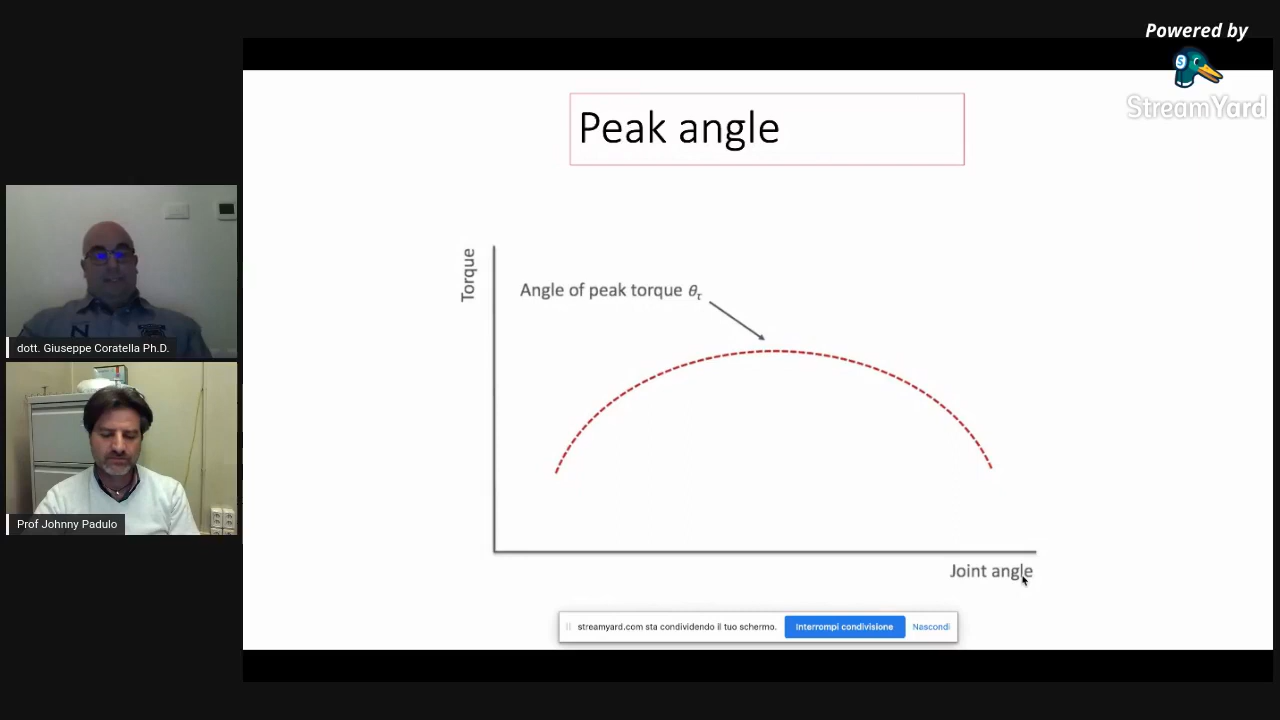 Powered by
S
StreamYard
Peak angle
Torque
Angle of peak torque θr
Joint angle
N
dott. Giuseppe Coratella Ph.D.
Prof Johnny Padulo
streamyard.com sta condividendo il tuo schermo.
Interrompi condivisione
Nascondi